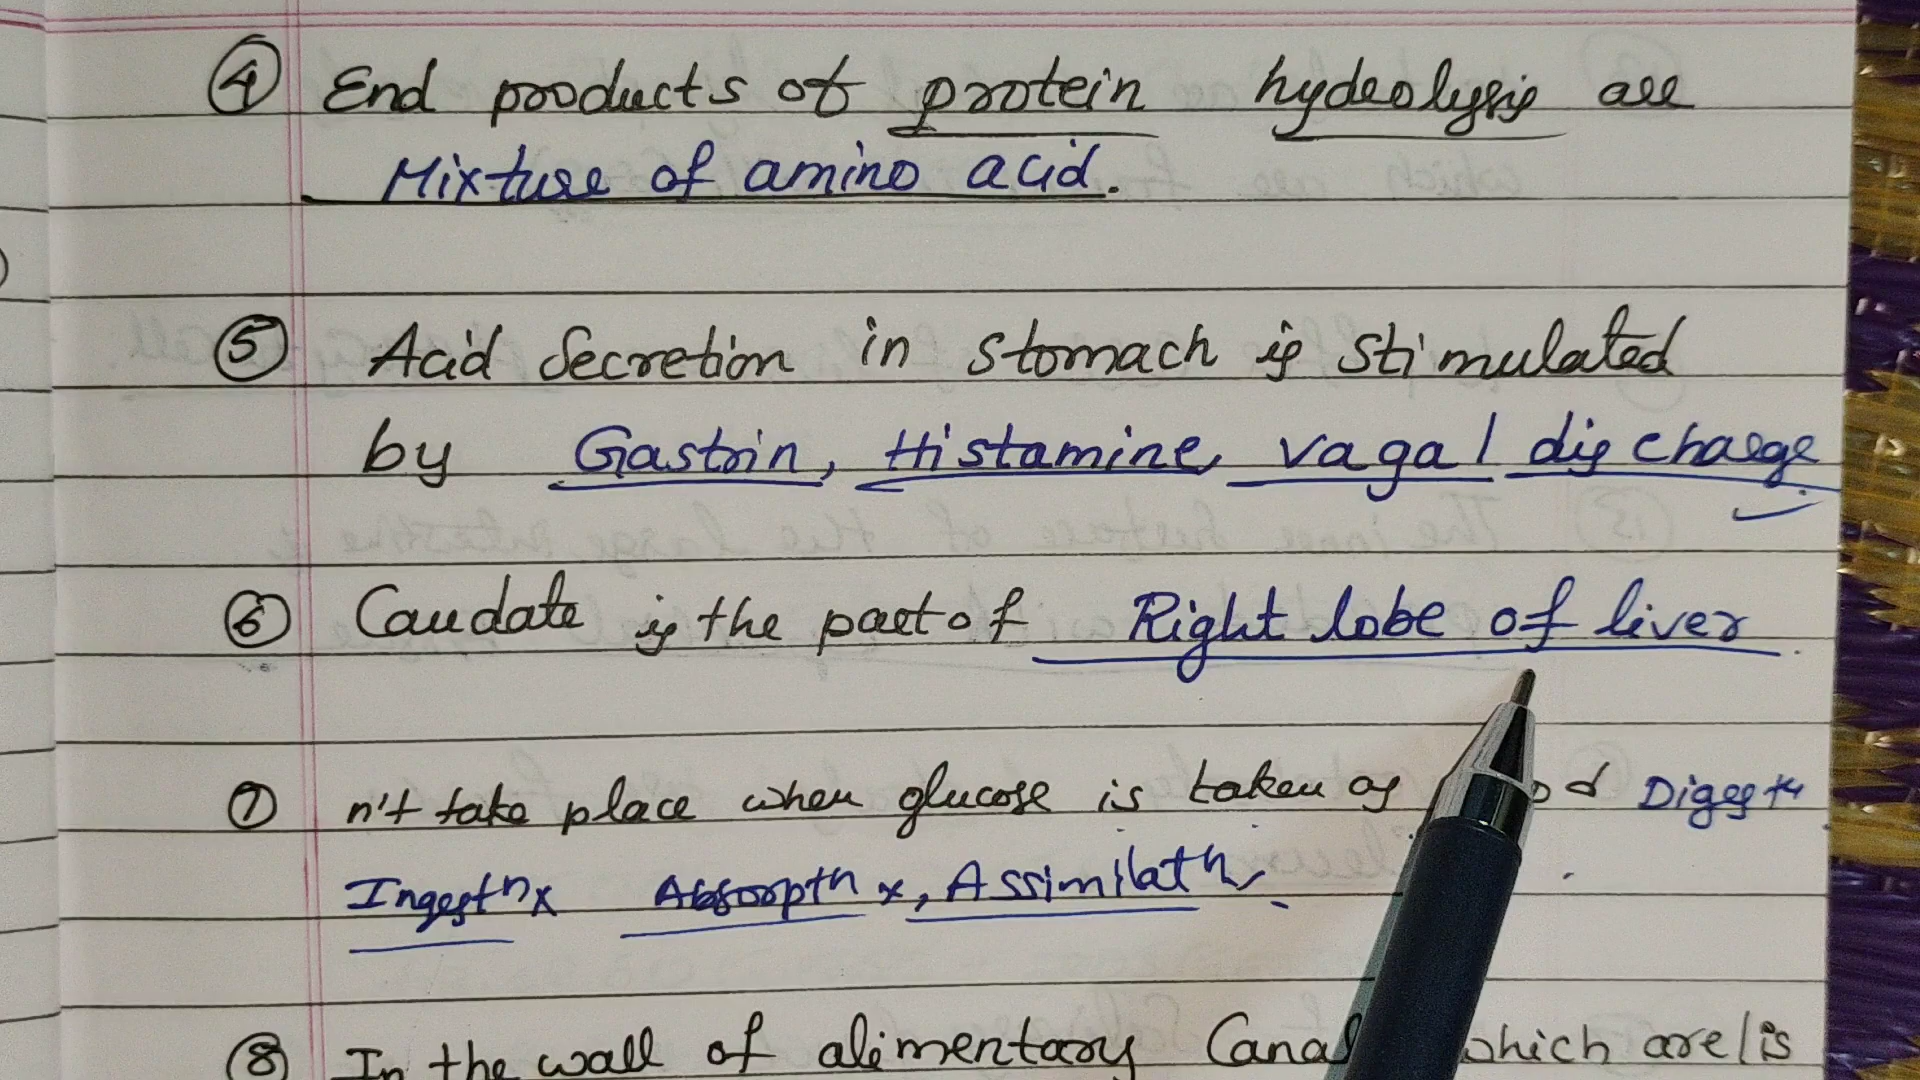 ④ End products of protein hydrolysis are
Mixture of amino acid.
⑤ Acid Secretion in stomach is stimulated
by Gastrin, Histamine, vagal discharge
⑥ Caudate is the part of Right lobe of liver
⑦ n't take place when glucose is taken as Digestn
Ingestn x Absorptn x, Assimilatn
⑧ In the wall of alimentary Canal which are/is